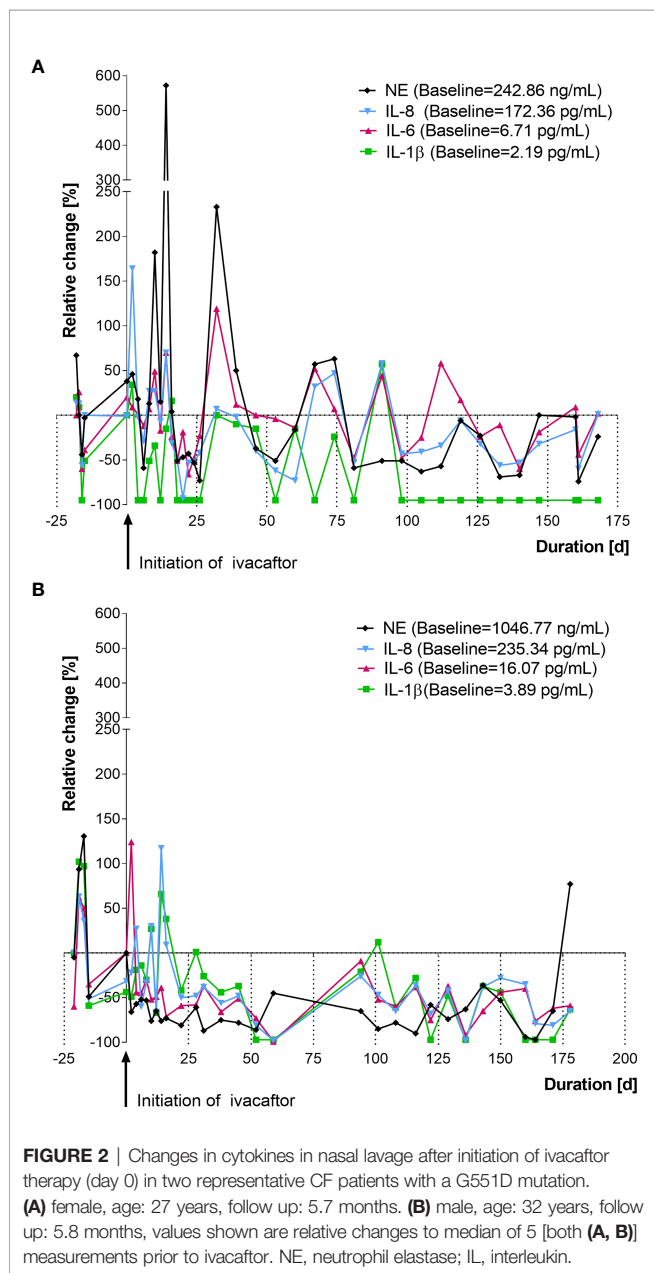 A
600
500
400
300
250
200
150
100
50
0
-50
-100
Relative change [%]
NE (Baseline=242.86 ng/mL)
IL-8 (Baseline=172.36 pg/mL)
IL-6 (Baseline=6.71 pg/mL)
IL-1β (Baseline=2.19 pg/mL)
-25 0 25 50 75 100 125 150 175
Duration [d]
Initiation of ivacaftor
B
600
500
400
300
250
200
150
100
50
0
-50
-100
Relative change [%]
NE (Baseline=1046.77 ng/mL)
IL-8 (Baseline=235.34 pg/mL)
IL-6 (Baseline=16.07 pg/mL)
IL-1β(Baseline=3.89 pg/mL)
-25 0 25 50 75 100 125 150 175 200
Duration [d]
Initiation of ivacaftor
FIGURE 2 | Changes in cytokines in nasal lavage after initiation of ivacaftor
therapy (day 0) in two representative CF patients with a G551D mutation.
(A) female, age: 27 years, follow up: 5.7 months. (B) male, age: 32 years, follow
up: 5.8 months, values shown are relative changes to median of 5 [both (A, B)]
measurements prior to ivacaftor. NE, neutrophil elastase; IL, interleukin.